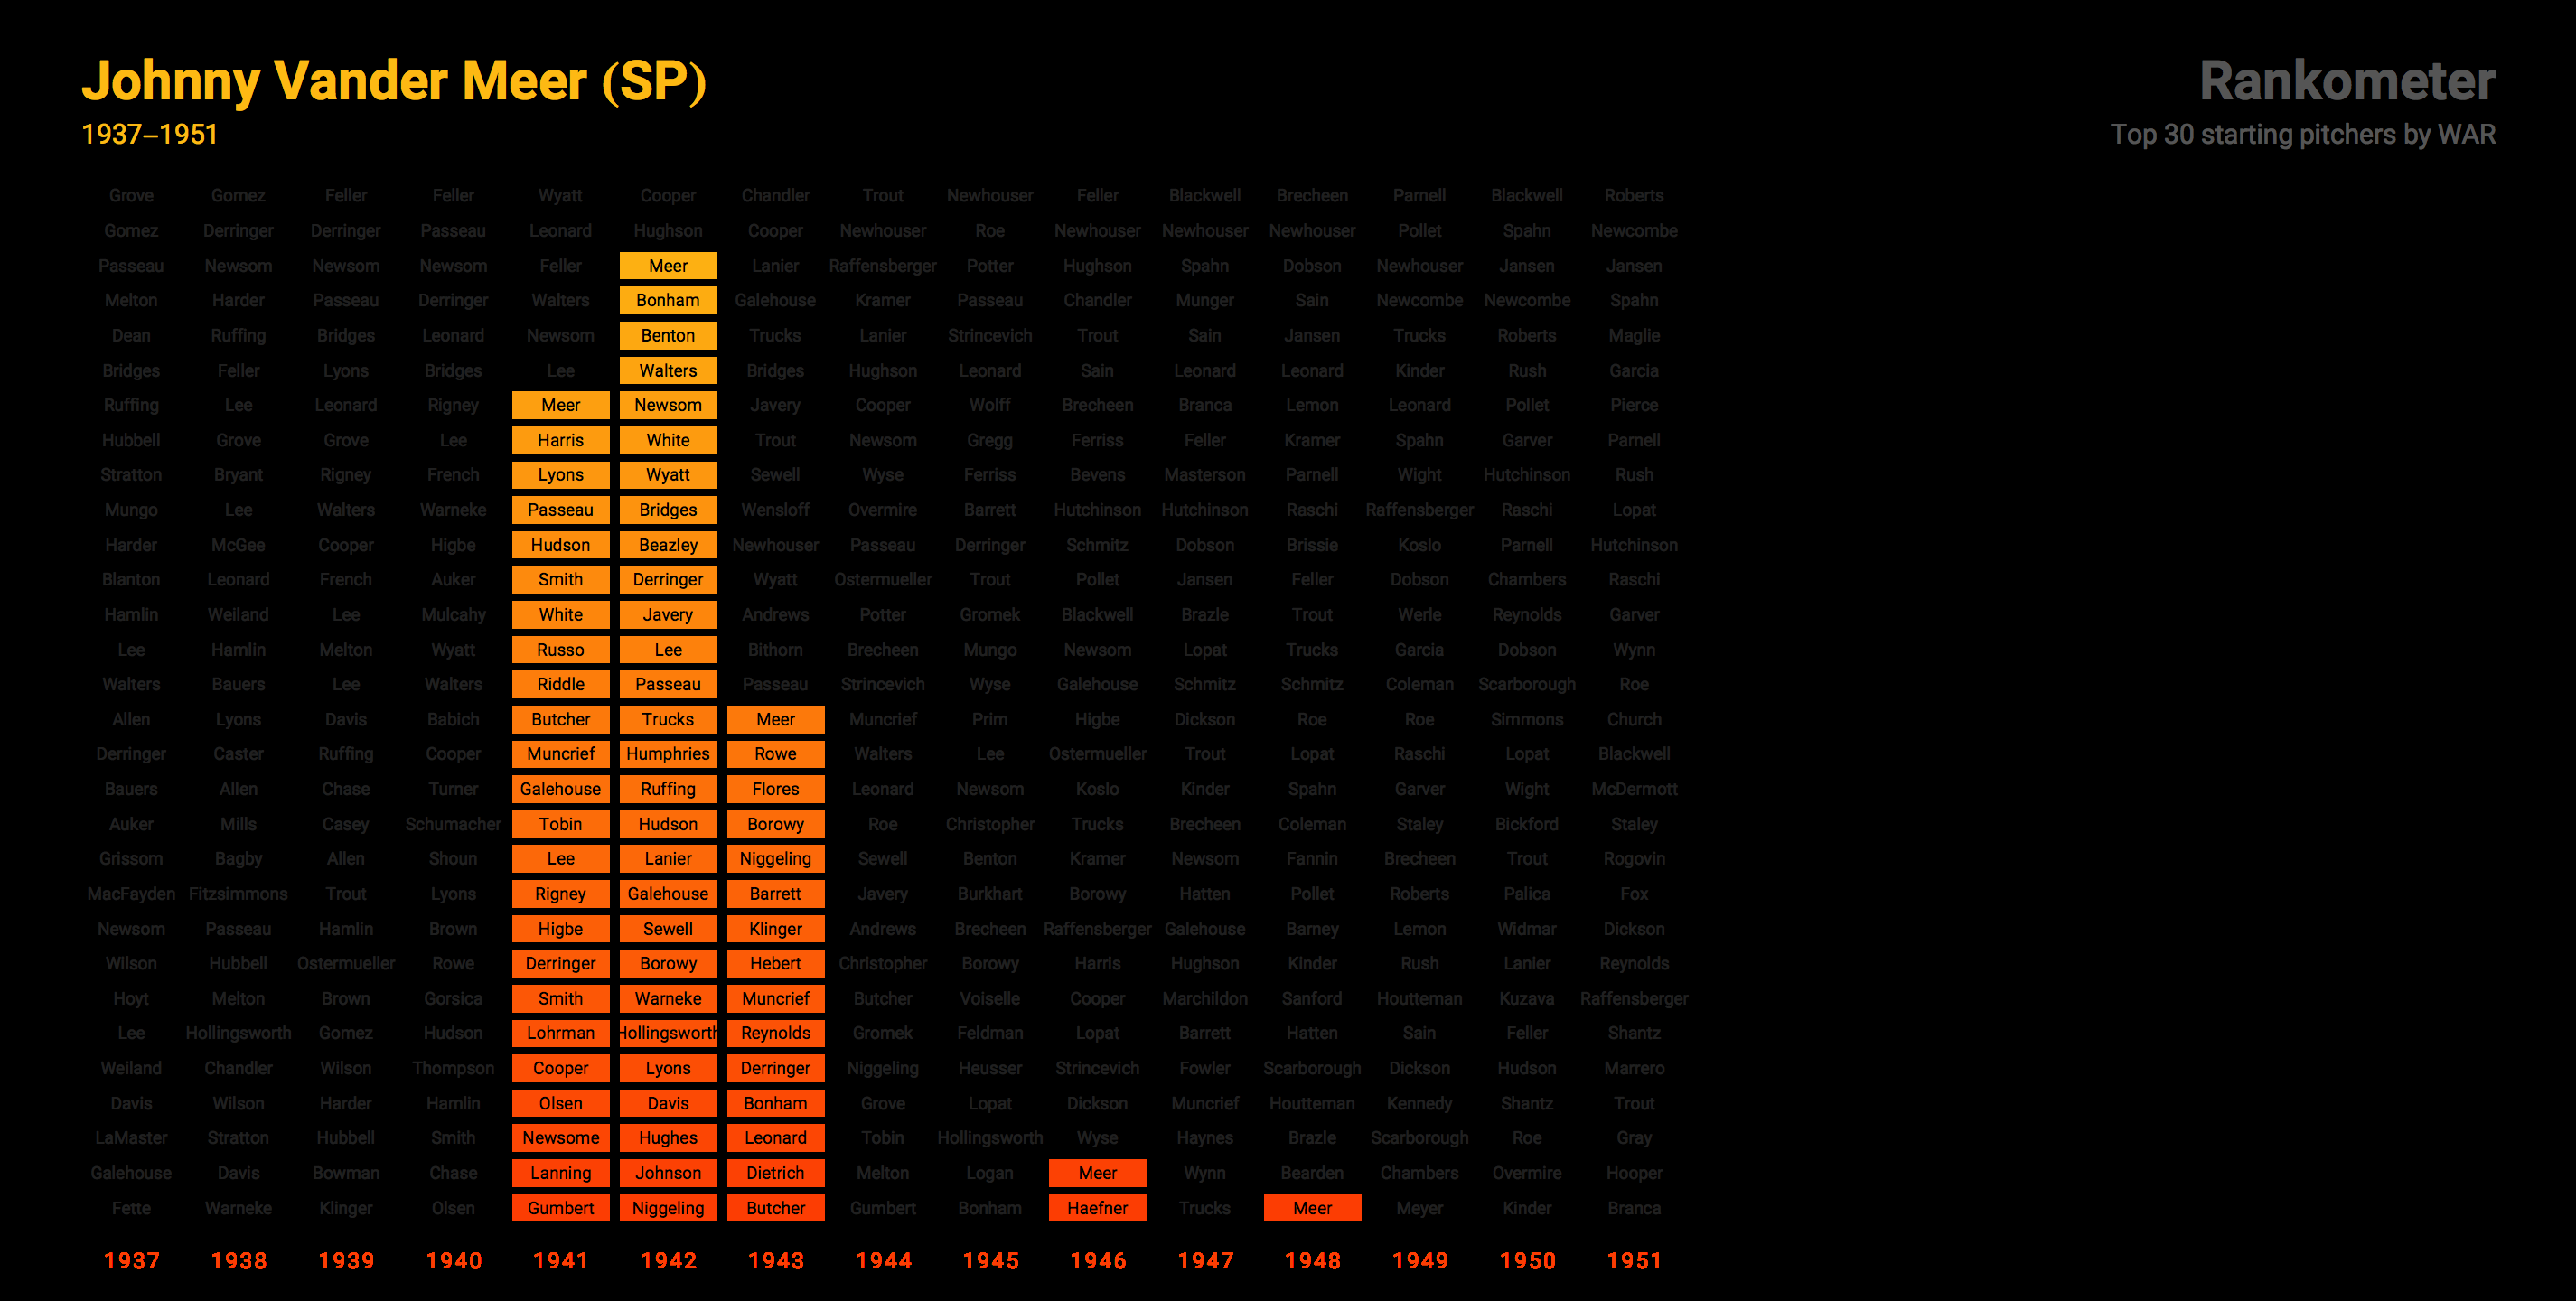 Johnny Vander Meer (SP)
Rankometer
1937–1951
Top 30 starting pitchers by WAR
Grove Gomez Feller Feller Wyatt Cooper Chandler Trout Newhouser Feller Blackwell Brecheen Parnell Blackwell Roberts
Gomez Derringer Derringer Passeau Leonard Hughson Cooper Newhouser Roe Newhouser Newhouser Newhouser Pollet Spahn Newcombe
Passeau Newsom Newsom Newsom Feller Meer Lanier Raffensberger Potter Hughson Spahn Dobson Newhouser Jansen Jansen
Melton Harder Passeau Derringer Walters Bonham Galehouse Kramer Passeau Chandler Munger Sain Newcombe Newcombe Spahn
Dean Ruffing Bridges Leonard Newsom Benton Trucks Lanier Strincevich Trout Sain Jansen Trucks Roberts Maglie
Bridges Feller Lyons Bridges Lee Walters Bridges Hughson Leonard Sain Leonard Leonard Kinder Rush Garcia
Ruffing Lee Leonard Rigney Meer Newsom Javery Cooper Wolff Brecheen Branca Lemon Leonard Pollet Pierce
Hubbell Grove Grove Lee Harris White Trout Newsom Gregg Ferriss Feller Kramer Spahn Garver Parnell
Stratton Bryant Rigney French Lyons Wyatt Sewell Wyse Ferriss Bevens Masterson Parnell Wight Hutchinson Rush
Mungo Lee Walters Warneke Passeau Bridges Wensloff Overmire Barrett Hutchinson Hutchinson Raschi Raffensberger Raschi Lopat
Harder McGee Cooper Higbe Hudson Beazley Newhouser Passeau Derringer Schmitz Dobson Brissie Koslo Parnell Hutchinson
Blanton Leonard French Auker Smith Derringer Wyatt Ostermueller Trout Pollet Jansen Feller Dobson Chambers Raschi
Hamlin Weiland Lee Mulcahy White Javery Andrews Potter Gromek Blackwell Brazle Trout Werle Reynolds Garver
Lee Hamlin Melton Wyatt Russo Lee Bithorn Brecheen Mungo Newsom Lopat Trucks Garcia Dobson Wynn
Walters Bauers Lee Walters Riddle Passeau Passeau Strincevich Wyse Galehouse Schmitz Schmitz Coleman Scarborough Roe
Allen Lyons Davis Babich Butcher Trucks Meer Muncrief Prim Higbe Dickson Roe Roe Simmons Church
Derringer Caster Ruffing Cooper Muncrief Humphries Rowe Walters Lee Ostermueller Trout Lopat Raschi Lopat Blackwell
Bauers Allen Chase Turner Galehouse Ruffing Flores Leonard Newsom Koslo Kinder Spahn Garver Wight McDermott
Auker Mills Casey Schumacher Tobin Hudson Borowy Roe Christopher Trucks Brecheen Coleman Staley Bickford Staley
Grissom Bagby Allen Shoun Lee Lanier Niggeling Sewell Benton Kramer Newsom Fannin Brecheen Trout Rogovin
MacFayden Fitzsimmons Trout Lyons Rigney Galehouse Barrett Javery Burkhart Borowy Hatten Pollet Roberts Palica Fox
Newsom Passeau Hamlin Brown Higbe Sewell Klinger Andrews Brecheen Raffensberger Galehouse Barney Lemon Widmar Dickson
Wilson Hubbell Ostermueller Rowe Derringer Borowy Hebert Christopher Borowy Harris Hughson Kinder Rush Lanier Reynolds
Hoyt Melton Brown Gorsica Smith Warneke Muncrief Butcher Voiselle Cooper Marchildon Sanford Houtteman Kuzava Raffensberger
Lee Hollingsworth Gomez Hudson Lohrman Hollingsworth Reynolds Gromek Feldman Lopat Barrett Hatten Sain Feller Shantz
Weiland Chandler Wilson Thompson Cooper Lyons Derringer Niggeling Heusser Strincevich Fowler Scarborough Dickson Hudson Marrero
Davis Wilson Harder Hamlin Olsen Davis Bonham Grove Lopat Dickson Muncrief Houtteman Kennedy Shantz Trout
LaMaster Stratton Hubbell Smith Newsome Hughes Leonard Tobin Hollingsworth Wyse Haynes Brazle Scarborough Roe Gray
Galehouse Davis Bowman Chase Lanning Johnson Dietrich Melton Logan Meer Wynn Bearden Chambers Overmire Hooper
Fette Warneke Klinger Olsen Gumbert Niggeling Butcher Gumbert Bonham Haefner Trucks Meer Meyer Kinder Branca
1937 1938 1939 1940 1941 1942 1943 1944 1945 1946 1947 1948 1949 1950 1951